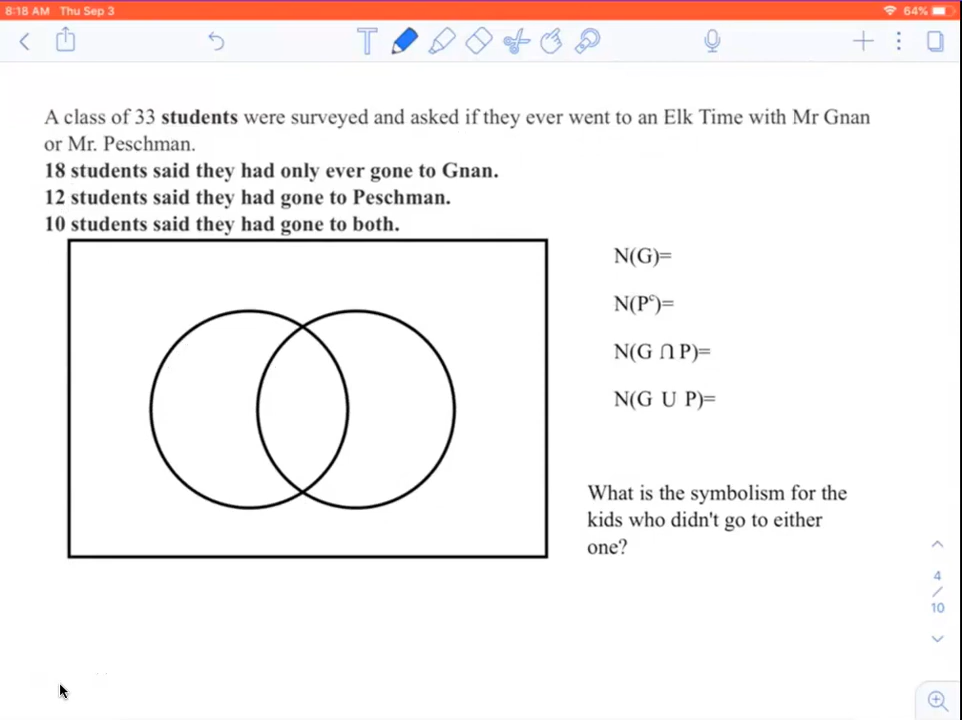 8:18 AM Thu Sep 3 64%
A class of 33 students were surveyed and asked if they ever went to an Elk Time with Mr Gnan
or Mr. Peschman.
18 students said they had only ever gone to Gnan.
12 students said they had gone to Peschman.
10 students said they had gone to both.
N(G)=
N(Pᶜ)=
N(G ∩ P)=
N(G U P)=
What is the symbolism for the
kids who didn't go to either
one?
4
/
10